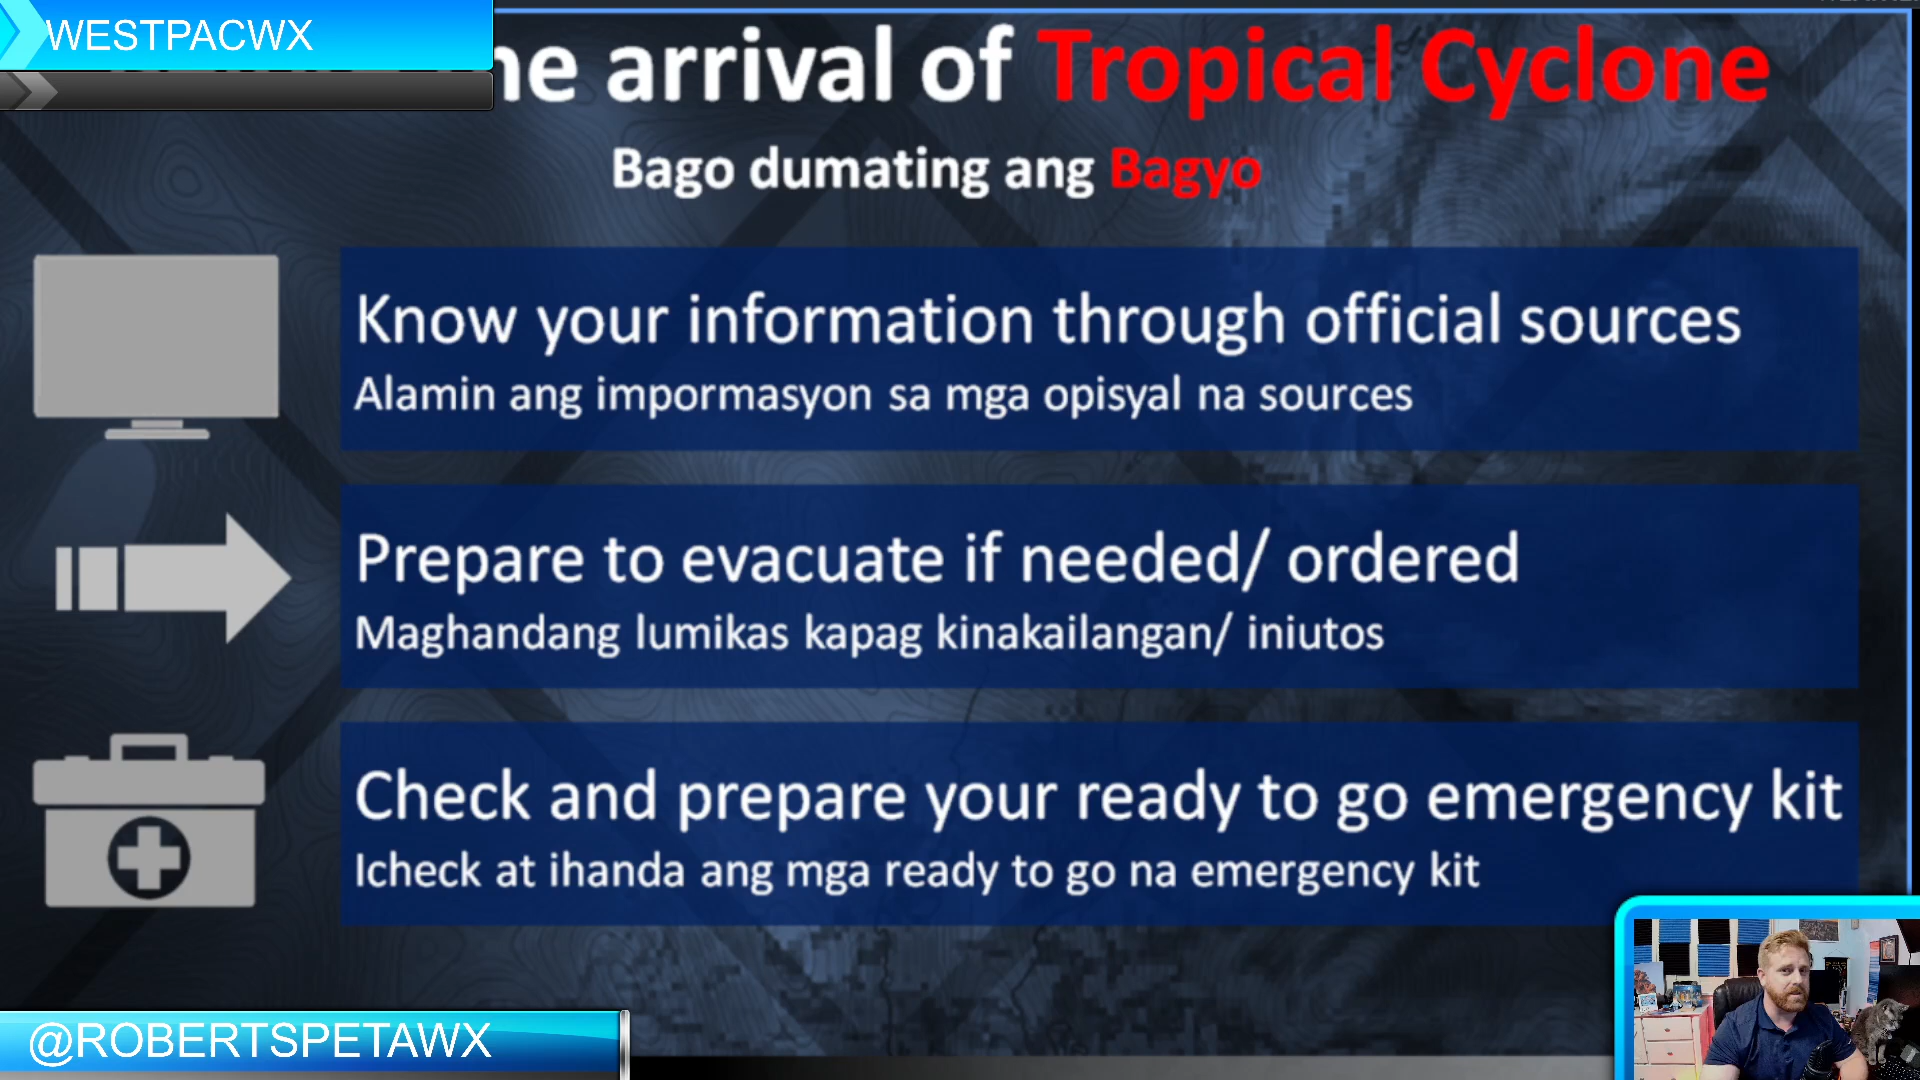 WESTPACWX
he arrival of Tropical Cyclone
Bago dumating ang Bagyo
Know your information through official sources
Alamin ang impormasyon sa mga opisyal na sources
Prepare to evacuate if needed/ ordered
Maghandang lumikas kapag kinakailangan/ iniutos
Check and prepare your ready to go emergency kit
Icheck at ihanda ang mga ready to go na emergency kit
@ROBERTSPETAWX